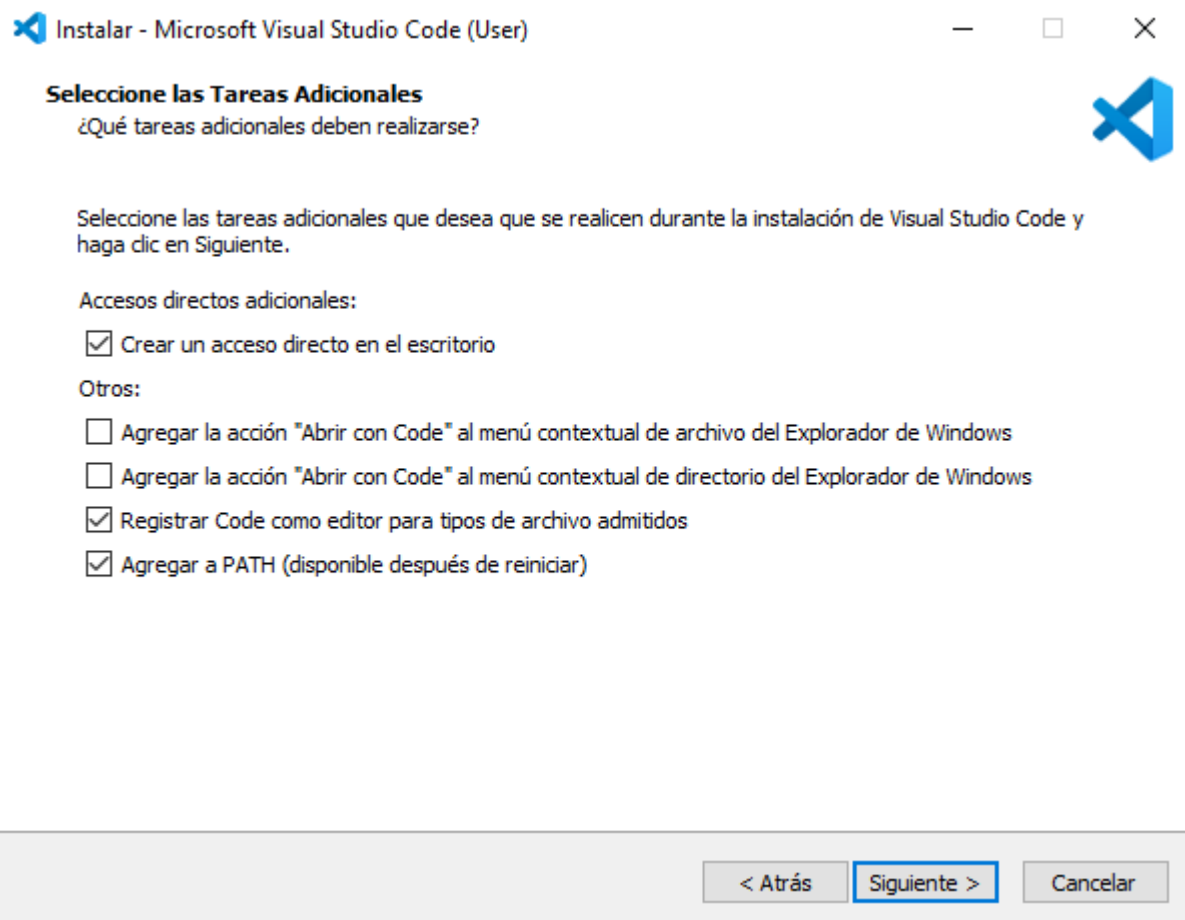 Instalar - Microsoft Visual Studio Code (User)
Seleccione las Tareas Adicionales
¿Qué tareas adicionales deben realizarse?
Seleccione las tareas adicionales que desea que se realicen durante la instalación de Visual Studio Code y
haga clic en Siguiente.
Accesos directos adicionales:
Crear un acceso directo en el escritorio
Otros:
Agregar la acción "Abrir con Code" al menú contextual de archivo del Explorador de Windows
Agregar la acción "Abrir con Code" al menú contextual de directorio del Explorador de Windows
Registrar Code como editor para tipos de archivo admitidos
Agregar a PATH (disponible después de reiniciar)
< Atrás
Siguiente >
Cancelar